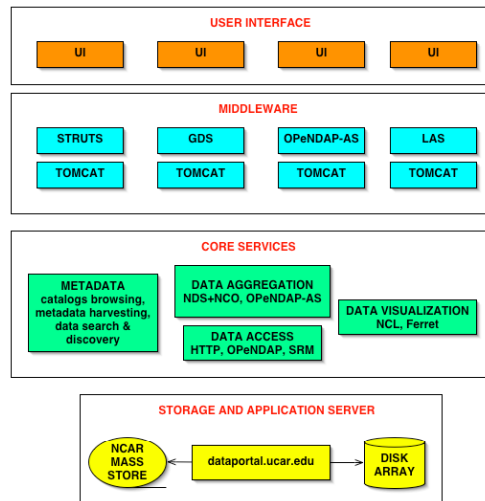 USER INTERFACE
UI UI UI UI
MIDDLEWARE
STRUTS GDS OPeNDAP-AS LAS
TOMCAT TOMCAT TOMCAT TOMCAT
CORE SERVICES
METADATA
catalogs browsing,
metadata harvesting,
data search &
discovery
DATA AGGREGATION
NDS+NCO, OPeNDAP-AS
DATA ACCESS
HTTP, OPeNDAP, SRM
DATA VISUALIZATION
NCL, Ferret
STORAGE AND APPLICATION SERVER
NCAR
MASS
STORE
dataportal.ucar.edu
DISK
ARRAY